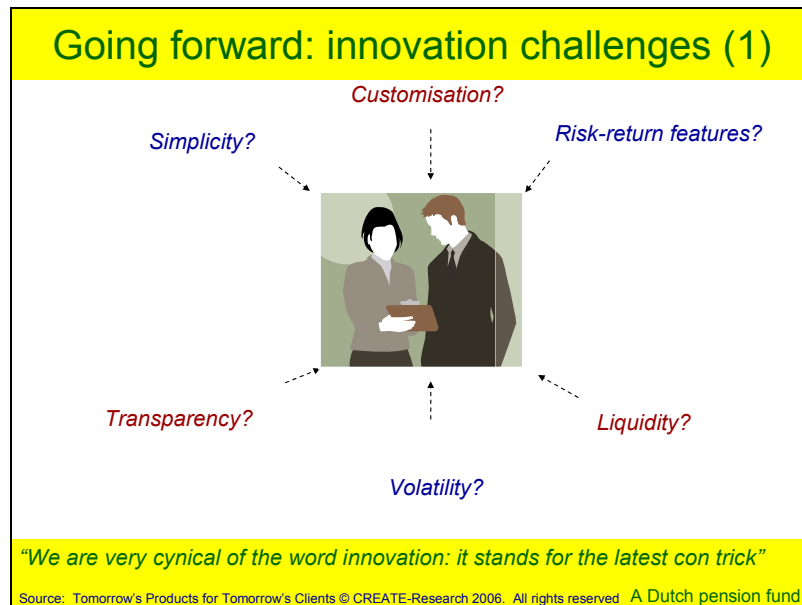 Going forward: innovation challenges (1)
Customisation?
Simplicity?
Risk-return features?
Transparency?
Liquidity?
Volatility?
“We are very cynical of the word innovation: it stands for the latest con trick”
Source: Tomorrow’s Products for Tomorrow’s Clients © CREATE-Research 2006. All rights reserved A Dutch pension fund